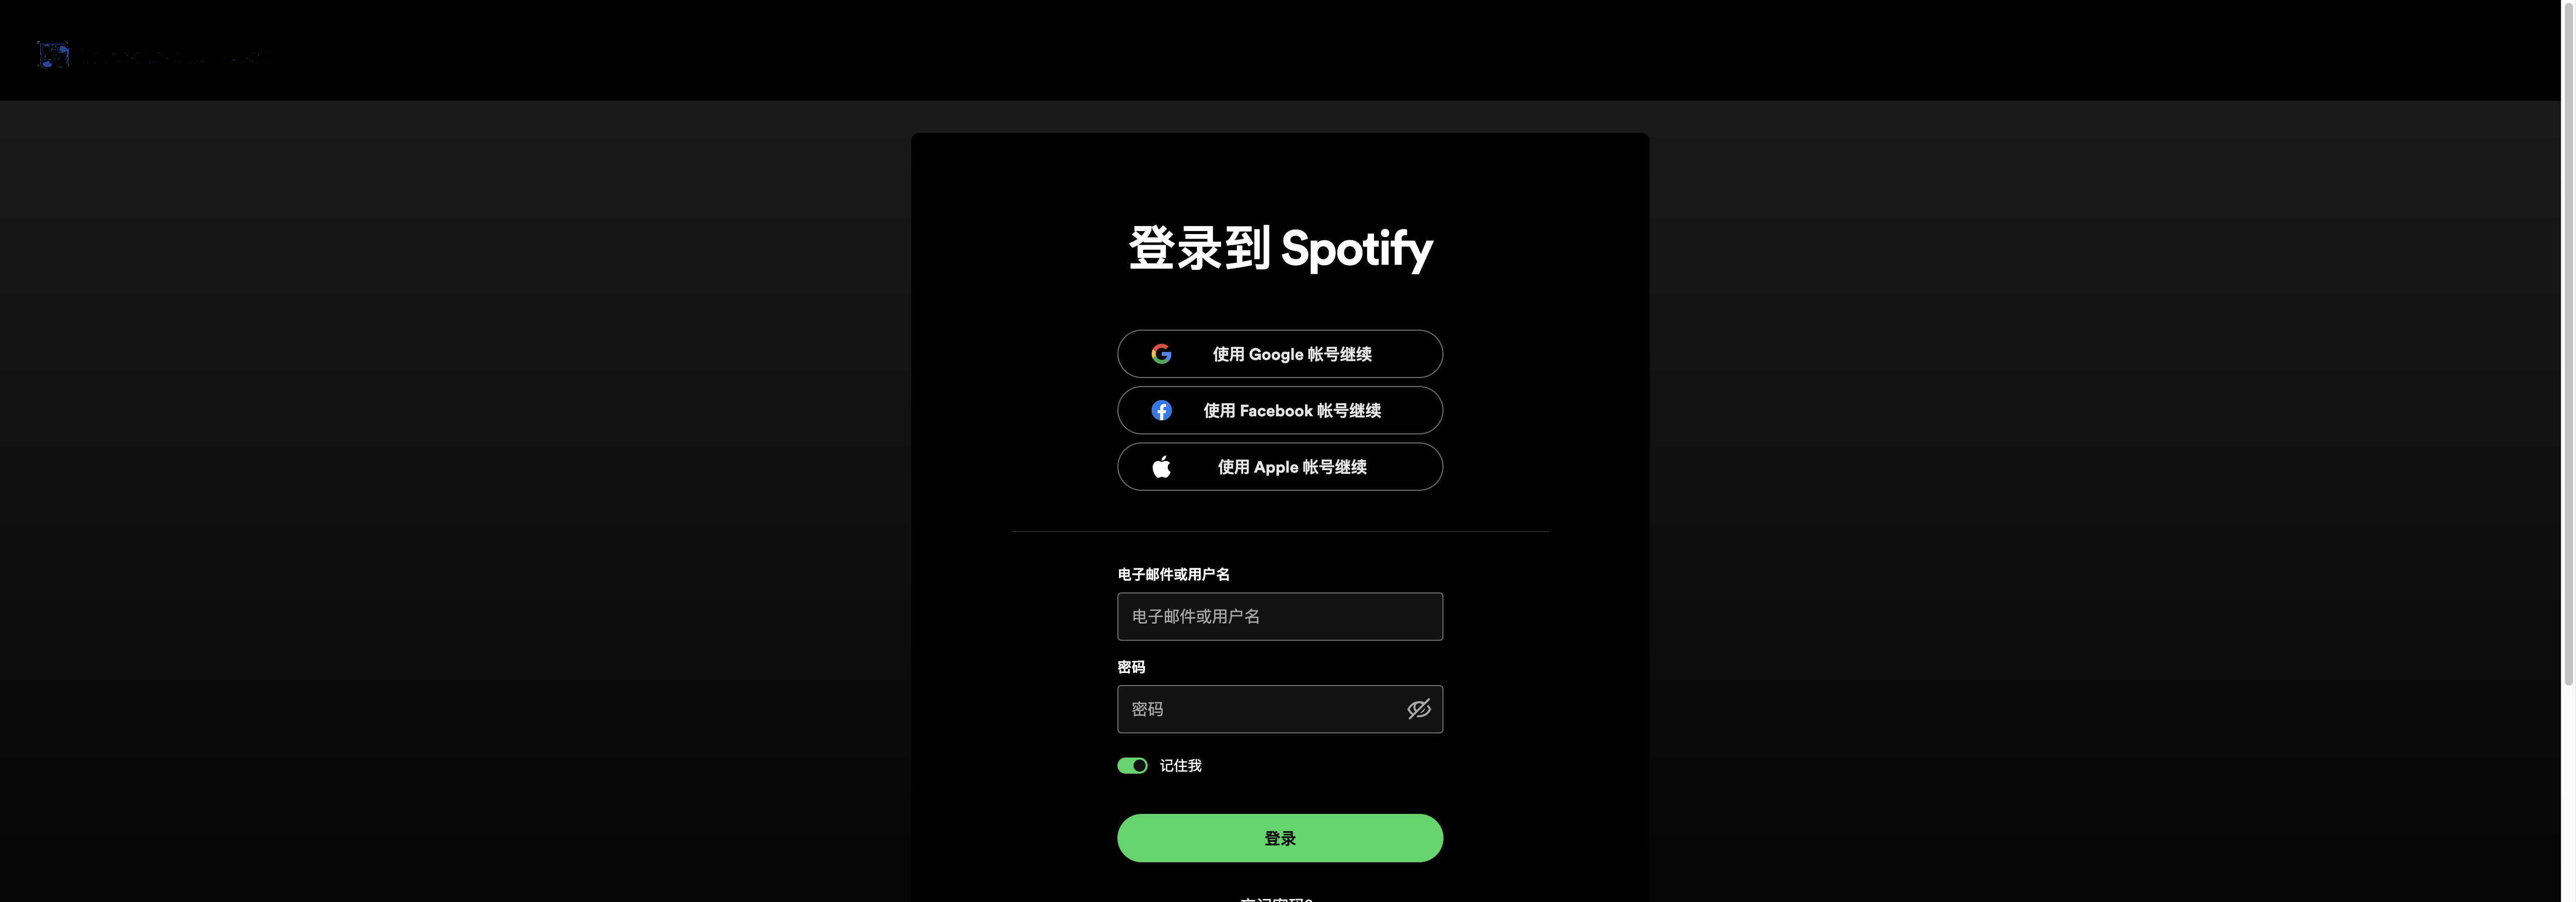 登录到 Spotify
使用 Google 帐号继续
使用 Facebook 帐号继续
使用 Apple 帐号继续
电子邮件或用户名
电子邮件或用户名
密码
密码
记住我
登录